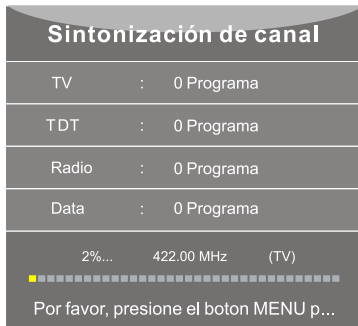 Sintonización de canal
TV : 0 Programa
TDT : 0 Programa
Radio : 0 Programa
Data : 0 Programa
2%... 422.00 MHz (TV)
Por favor, presione el boton MENU p...